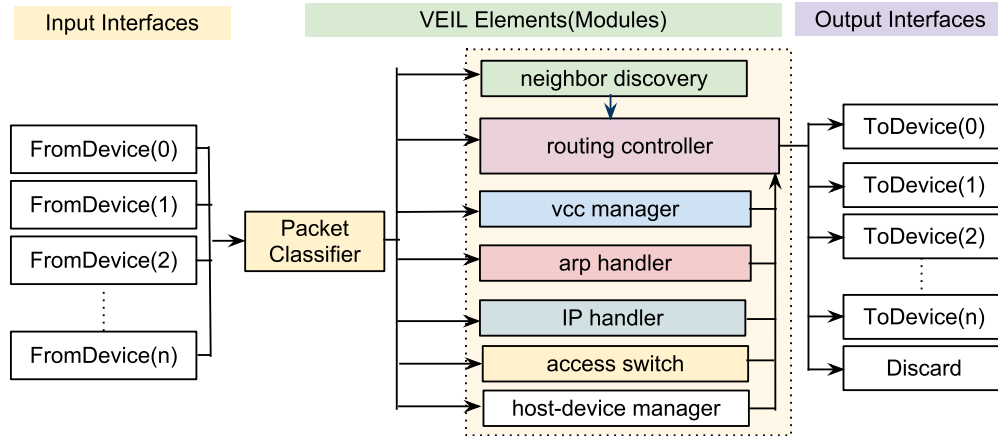 Input Interfaces
VEIL Elements(Modules)
Output Interfaces
FromDevice(0)
FromDevice(1)
FromDevice(2)
FromDevice(n)
Packet
Classifier
neighbor discovery
routing controller
vcc manager
arp handler
IP handler
access switch
host-device manager
ToDevice(0)
ToDevice(1)
ToDevice(2)
ToDevice(n)
Discard